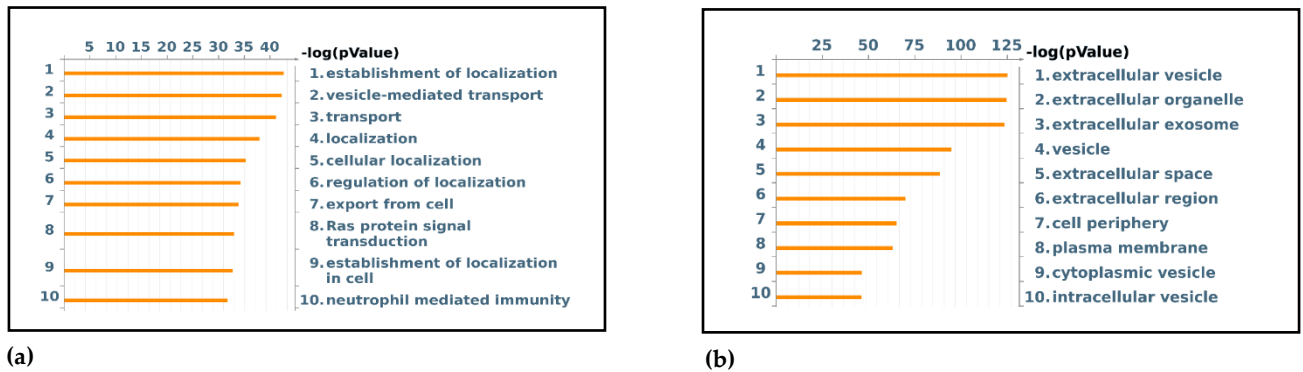 5 10 15 20 25 30 35 40
-log(pValue)
1 1. establishment of localization
2 2. vesicle-mediated transport
3 3. transport
4 4. localization
5 5. cellular localization
6 6. regulation of localization
7 7. export from cell
8 8. Ras protein signal
transduction
9 9. establishment of localization
in cell
10 10. neutrophil mediated immunity
(a)
25 50 75 100 125
-log(pValue)
1 1. extracellular vesicle
2 2. extracellular organelle
3 3. extracellular exosome
4 4. vesicle
5 5. extracellular space
6 6. extracellular region
7 7. cell periphery
8 8. plasma membrane
9 9. cytoplasmic vesicle
10 10. intracellular vesicle
(b)